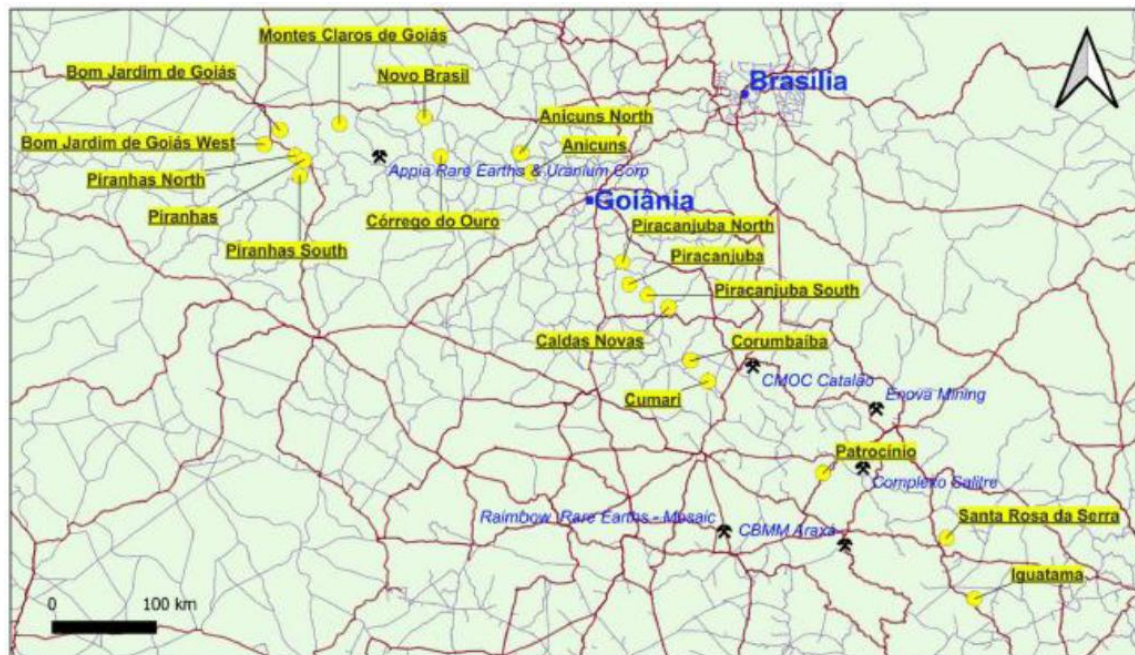 Montes Claros de Goiás
Bom Jardim de Goiás
Novo Brasil
Brasília
Anicuns North
Bom Jardim de Goiás West
Anicuns
Appia Rare Earths & Uranium Corp
Piranhas North
Goiânia
Piranhas
Córrego do Ouro
Piracanjuba North
Piranhas South
Piracanjuba
Piracanjuba South
Caldas Novas
Corumbaíba
CMOC Catalão
Cumari
Enova Mining
Patrocínio
Complexo Salitre
Raimbow Rare Earths - Mosaic
CBMM Araxá
Santa Rosa da Serra
Iguatama
0 100 km